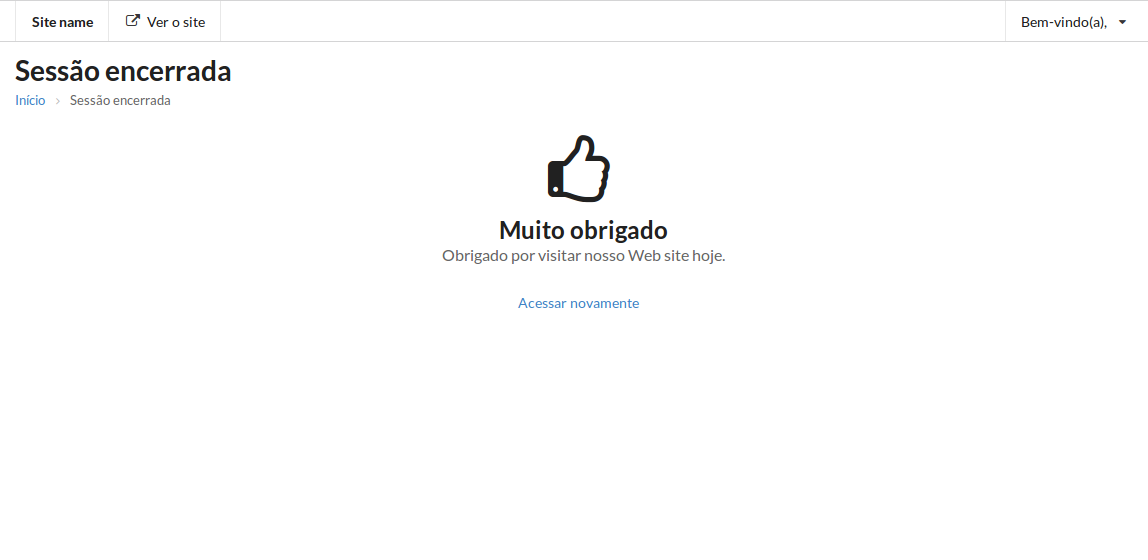 Site name Ver o site Bem-vindo(a),
Sessão encerrada
Início Sessão encerrada
Muito obrigado
Obrigado por visitar nosso Web site hoje.
Acessar novamente